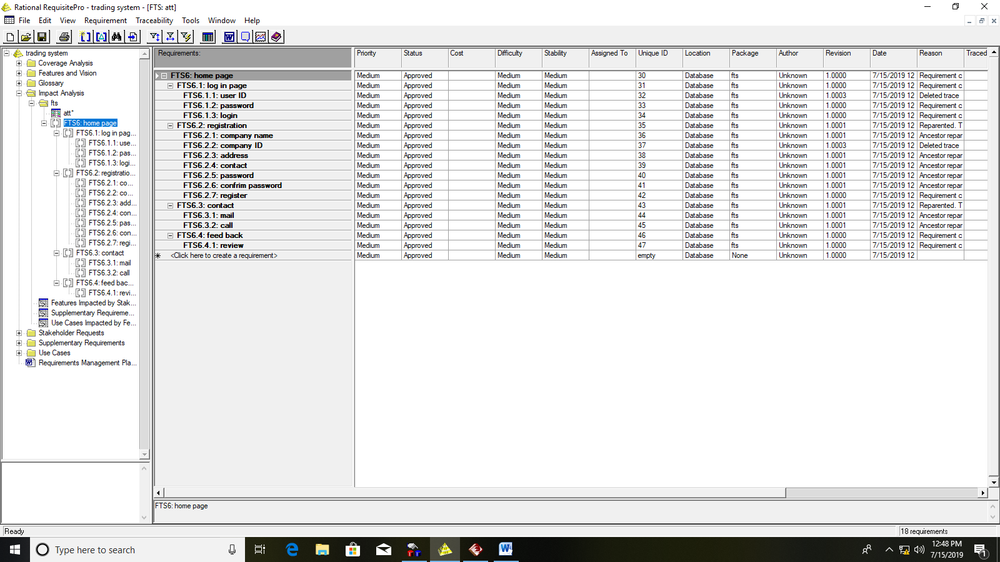 Rational RequisitePro - trading system - [FTS: att]
File Edit View Requirement Traceability Tools Window Help
trading system
Coverage Analysis
Features and Vision
Glossary
Impact Analysis
fts
att*
FTS6: home page
FTS6.1: log in pag...
FTS6.1.1: use...
FTS6.1.2: pas...
FTS6.1.3: logi...
FTS6.2: registratio...
FTS6.2.1: co...
FTS6.2.2: co...
FTS6.2.3: add...
FTS6.2.4: con...
FTS6.2.5: pas...
FTS6.2.6: con...
FTS6.2.7: regi...
FTS6.3: contact
FTS6.3.1: mail
FTS6.3.2: call
FTS6.4: feed bac...
FTS6.4.1: revi...
Features Impacted by Stak...
Supplementary Requireme...
Use Cases Impacted by Fe...
Stakeholder Requests
Supplementary Requirements
Use Cases
Requirements Management Pla...
Requirements: Priority Status Cost Difficulty Stability Assigned To Unique ID Location Package Author Revision Date Reason Traced
FTS6: home page Medium Approved Medium Medium 30 Database fts Unknown 1.0000 7/15/2019 12 Requirement c
FTS6.1: log in page Medium Approved Medium Medium 31 Database fts Unknown 1.0000 7/15/2019 12 Requirement c
FTS6.1.1: user ID Medium Approved Medium Medium 32 Database fts Unknown 1.0003 7/15/2019 12 Deleted trace
FTS6.1.2: password Medium Approved Medium Medium 33 Database fts Unknown 1.0000 7/15/2019 12 Requirement c
FTS6.1.3: login Medium Approved Medium Medium 34 Database fts Unknown 1.0000 7/15/2019 12 Requirement c
FTS6.2: registration Medium Approved Medium Medium 35 Database fts Unknown 1.0000 7/15/2019 12 Reparented. T
FTS6.2.1: company name Medium Approved Medium Medium 36 Database fts Unknown 1.0001 7/15/2019 12 Ancestor repar
FTS6.2.2: company ID Medium Approved Medium Medium 37 Database fts Unknown 1.0003 7/15/2019 12 Deleted trace
FTS6.2.3: address Medium Approved Medium Medium 38 Database fts Unknown 1.0001 7/15/2019 12 Ancestor repar
FTS6.2.4: contact Medium Approved Medium Medium 39 Database fts Unknown 1.0001 7/15/2019 12 Ancestor repar
FTS6.2.5: password Medium Approved Medium Medium 40 Database fts Unknown 1.0001 7/15/2019 12 Ancestor repar
FTS6.2.6: confrim password Medium Approved Medium Medium 41 Database fts Unknown 1.0001 7/15/2019 12 Ancestor repar
FTS6.2.7: register Medium Approved Medium Medium 42 Database fts Unknown 1.0000 7/15/2019 12 Requirement c
FTS6.3: contact Medium Approved Medium Medium 43 Database fts Unknown 1.0001 7/15/2019 12 Reparented. T
FTS6.3.1: mail Medium Approved Medium Medium 44 Database fts Unknown 1.0001 7/15/2019 12 Ancestor repar
FTS6.3.2: call Medium Approved Medium Medium 45 Database fts Unknown 1.0001 7/15/2019 12 Ancestor repar
FTS6.4: feed back Medium Approved Medium Medium 46 Database fts Unknown 1.0000 7/15/2019 12 Requirement c
FTS6.4.1: review Medium Approved Medium Medium 47 Database fts Unknown 1.0000 7/15/2019 12 Requirement c
<Click here to create a requirement> Medium Approved Medium Medium empty Database None Unknown 1.0000 7/15/2019 12
FTS6: home page
Ready
18 requirements
Type here to search
12:48 PM
7/15/2019
1